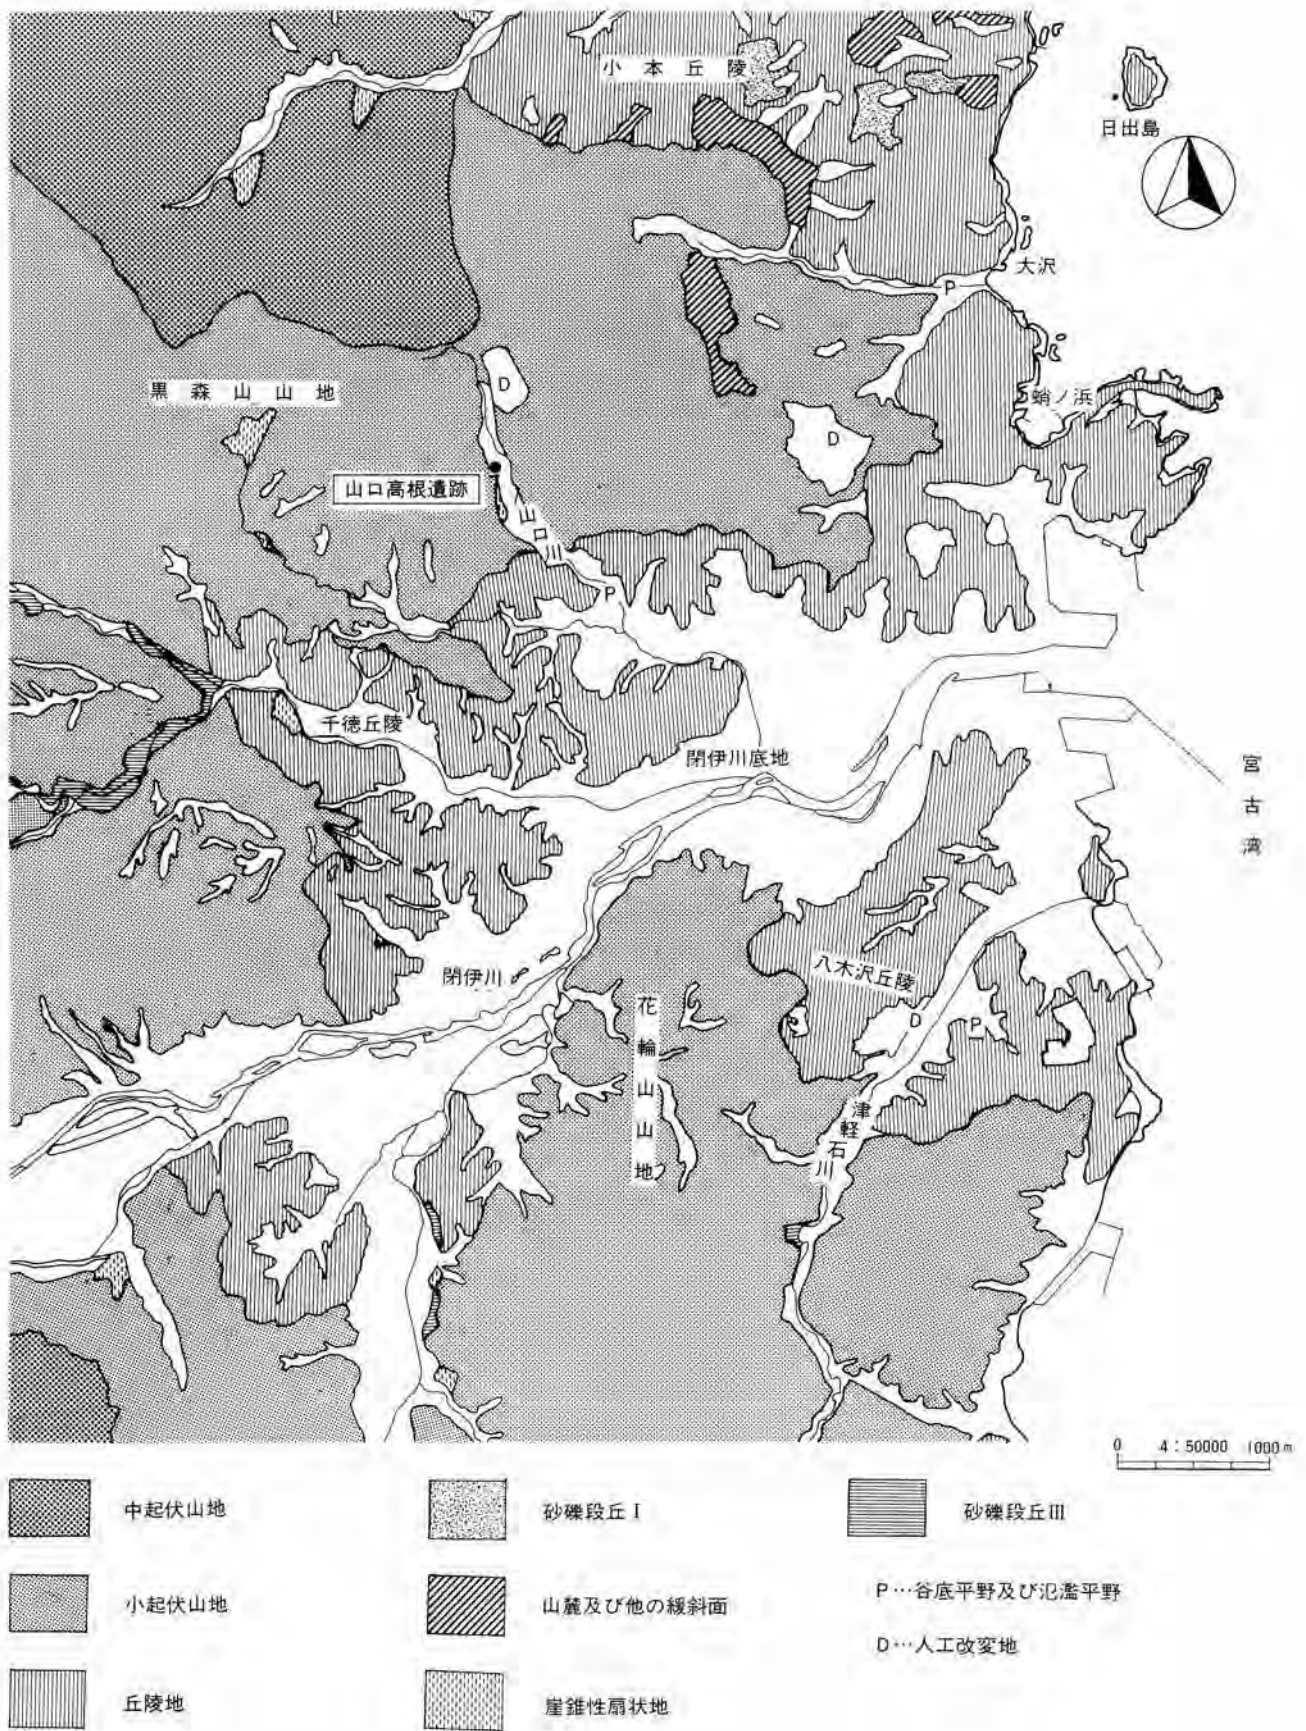 小本丘陵
日出島
大沢
P
黒森山山地
D
蛸ノ浜
D
山口高根遺跡
山口川
P
千徳丘陵
閉伊川底地
宮古湾
八木沢丘陵
閉伊川
花輪山山地
D
P
津軽石川
0 4:50000 1000m
中起伏山地
砂礫段丘Ⅰ
砂礫段丘Ⅲ
小起伏山地
山麓及び他の緩斜面
P…谷底平野及び氾濫平野
D…人工改変地
丘陵地
崖錐性扇状地